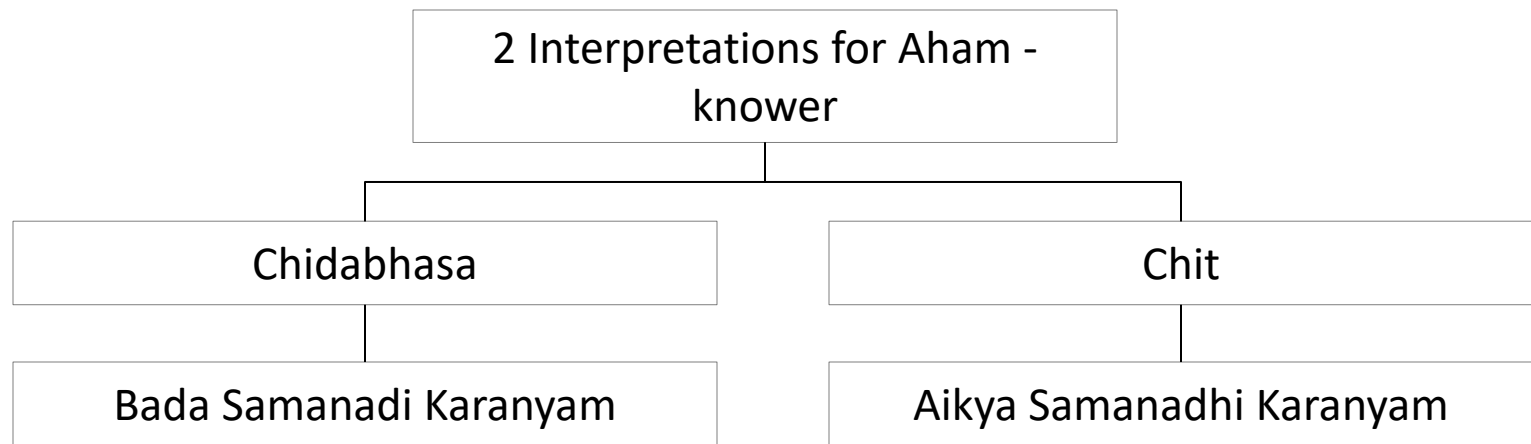 2 Interpretations for Aham -
knower
Chidabhasa
Chit
Bada Samanadi Karanyam
Aikya Samanadhi Karanyam